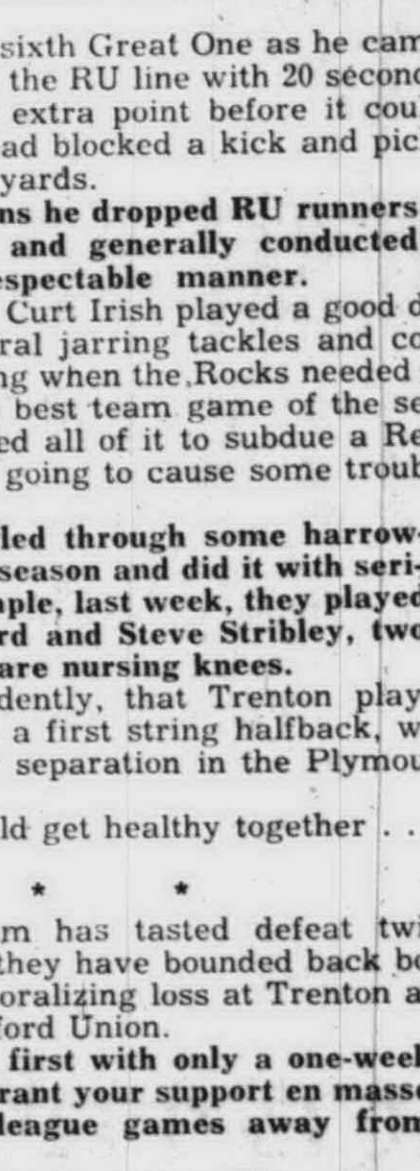 sixth Great One as he cam
the RU line with 20 second
extra point before it cou
ad blocked a kick and pic
yards.
ns he dropped RU runners
and generally conducted
espectable manner.
Curt Irish played a good d
ral jarring tackles and co
ng when the Rocks needed
best team game of the se
ed all of it to subdue a Re
going to cause some troub
led through some harrow-
season and did it with seri-
nple, last week, they played
rd and Steve Stribley, two
are nursing knees.
dently, that Trenton play
a first string halfback, w
separation in the Plymou
ld get healthy together . .
* *
m has tasted defeat twi
they have bounded back bo
oralizing loss at Trenton a
ford Union.
first with only a one-week
rant your support en masse
league games away from